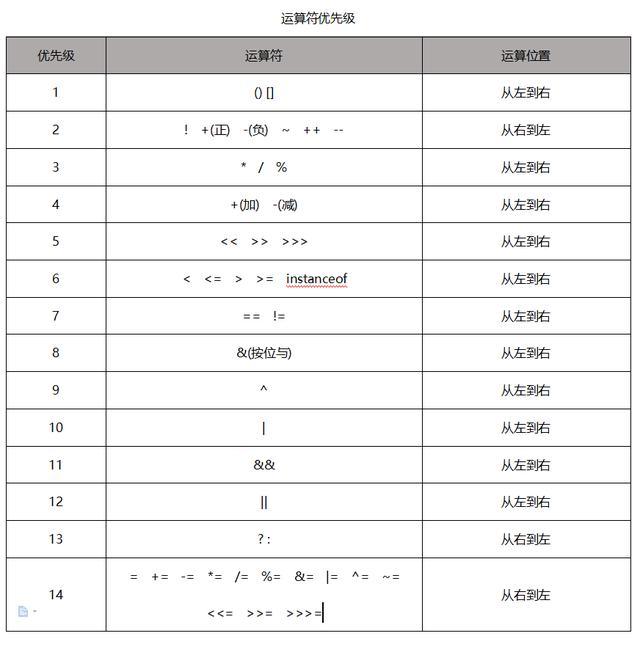 运算符优先级
优先级 运算符 运算位置
1 () [] 从左到右
2 ! +(正) -(负) ~ ++ -- 从右到左
3 * / % 从左到右
4 +(加) -(减) 从左到右
5 << >> >>> 从左到右
6 < <= > >= instanceof 从左到右
7 == != 从左到右
8 &(按位与) 从左到右
9 ^ 从左到右
10 | 从左到右
11 && 从左到右
12 || 从左到右
13 ? : 从右到左
14 = += -= *= /= %= &= |= ^= ~= 从右到左
<<= >>= >>>=